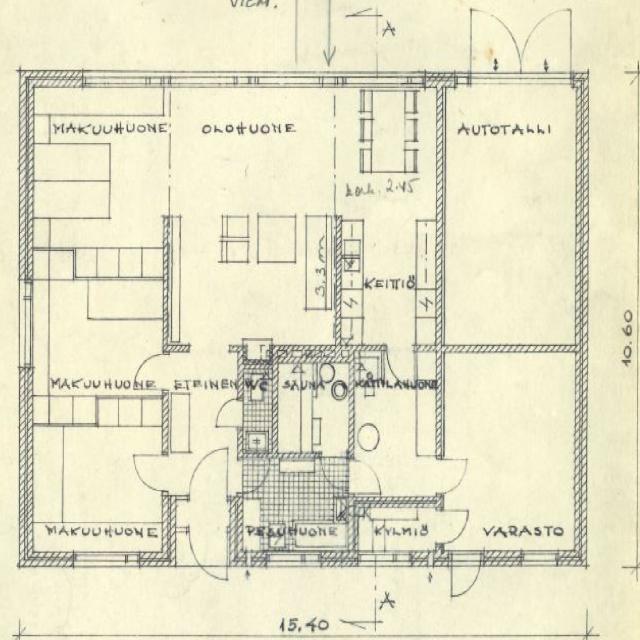 VIEM.
A
MAKUUHUONE OLOHUONE AUTOTALLI
kork. 2.45
3.3 m
KEITTIÖ
10.60
MAKUUHUONE ETEINEN WC SAUNA KATTILAHUONE
MAKUUHUONE PESUHUONE KYLMIÖ VARASTO
A
15.40